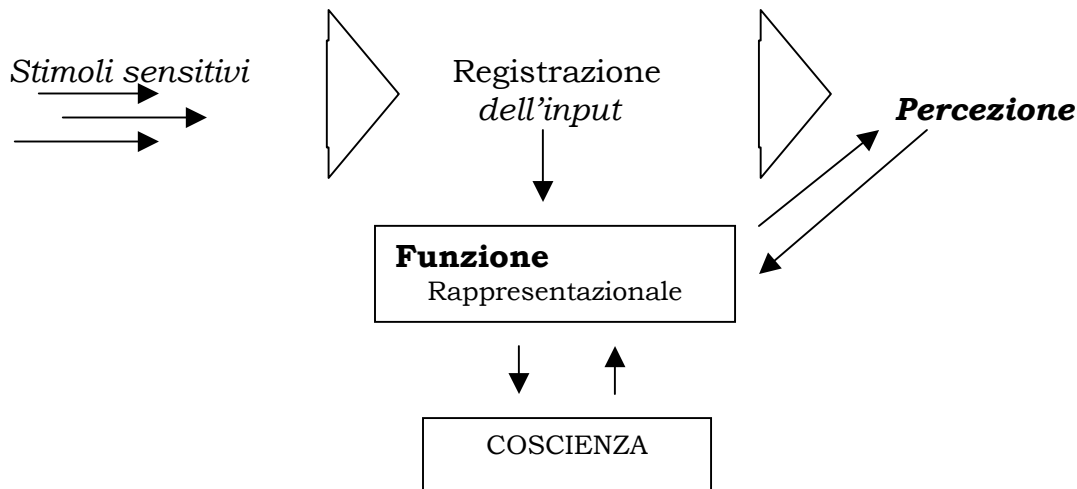 Stimoli sensitivi
Registrazione
dell'input
Percezione
Funzione
Rappresentazionale
COSCIENZA